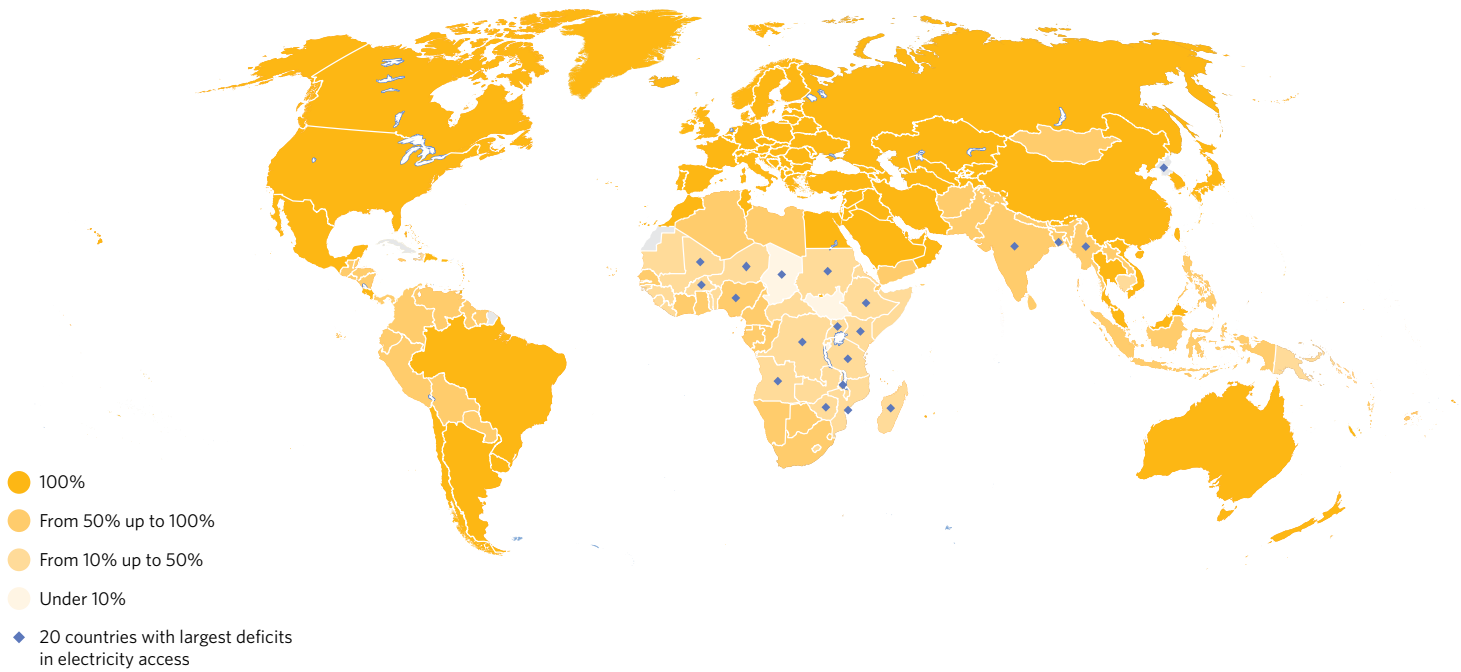 100%
From 50% up to 100%
From 10% up to 50%
Under 10%
20 countries with largest deficits
in electricity access